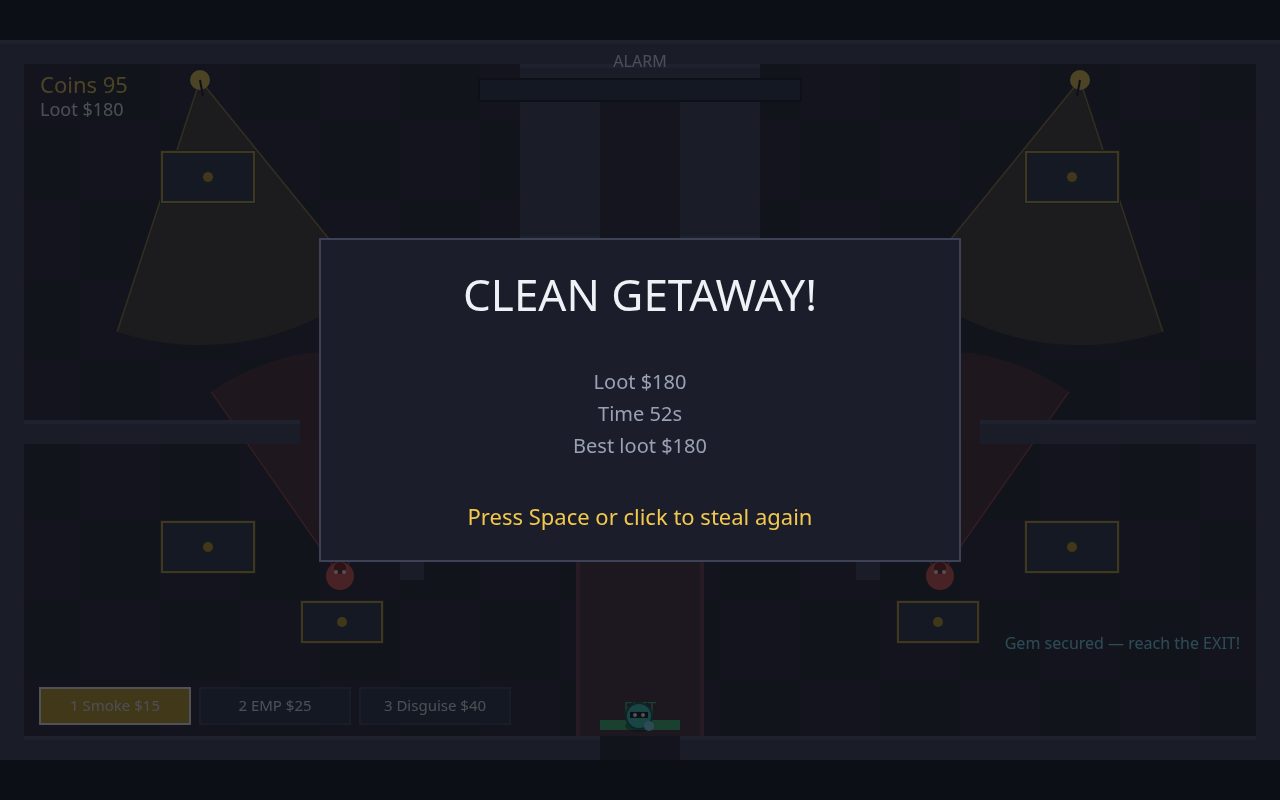 ALARM
Coins 95
Loot $180
CLEAN GETAWAY!
Loot $180
Time 52s
Best loot $180
Press Space or click to steal again
Gem secured — reach the EXIT!
1 Smoke $15
2 EMP $25
3 Disguise $40